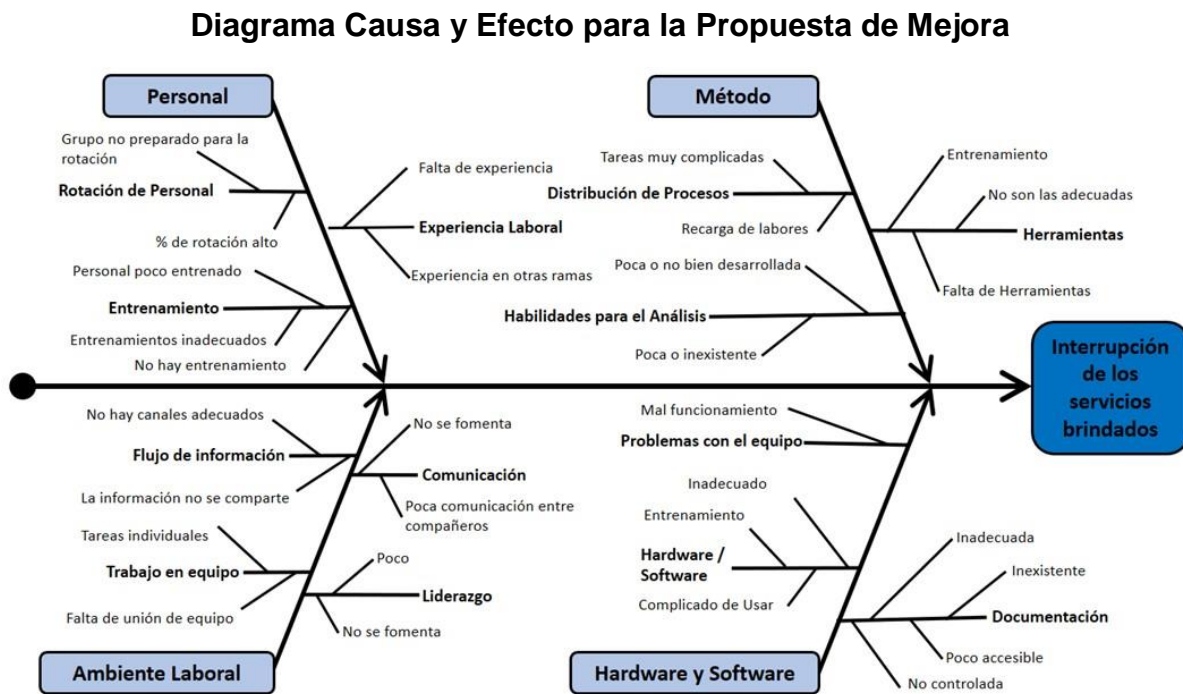 Diagrama Causa y Efecto para la Propuesta de Mejora
Personal
Grupo no preparado para la
rotación
Rotación de Personal
% de rotación alto
Falta de experiencia
Experiencia Laboral
Experiencia en otras ramas
Personal poco entrenado
Entrenamiento
Entrenamientos inadecuados
No hay entrenamiento
Método
Tareas muy complicadas
Distribución de Procesos
Recarga de labores
Entrenamiento
No son las adecuadas
Herramientas
Falta de Herramientas
Poca o no bien desarrollada
Habilidades para el Análisis
Poca o inexistente
Interrupción
de los
servicios
brindados
No hay canales adecuados
Flujo de información
La información no se comparte
No se fomenta
Comunicación
Poca comunicación entre
compañeros
Tareas individuales
Trabajo en equipo
Falta de unión de equipo
Poco
Liderazgo
No se fomenta
Ambiente Laboral
Mal funcionamiento
Problemas con el equipo
Inadecuado
Entrenamiento
Hardware /
Software
Complicado de Usar
Inadecuada
Inexistente
Documentación
Poco accesible
No controlada
Hardware y Software